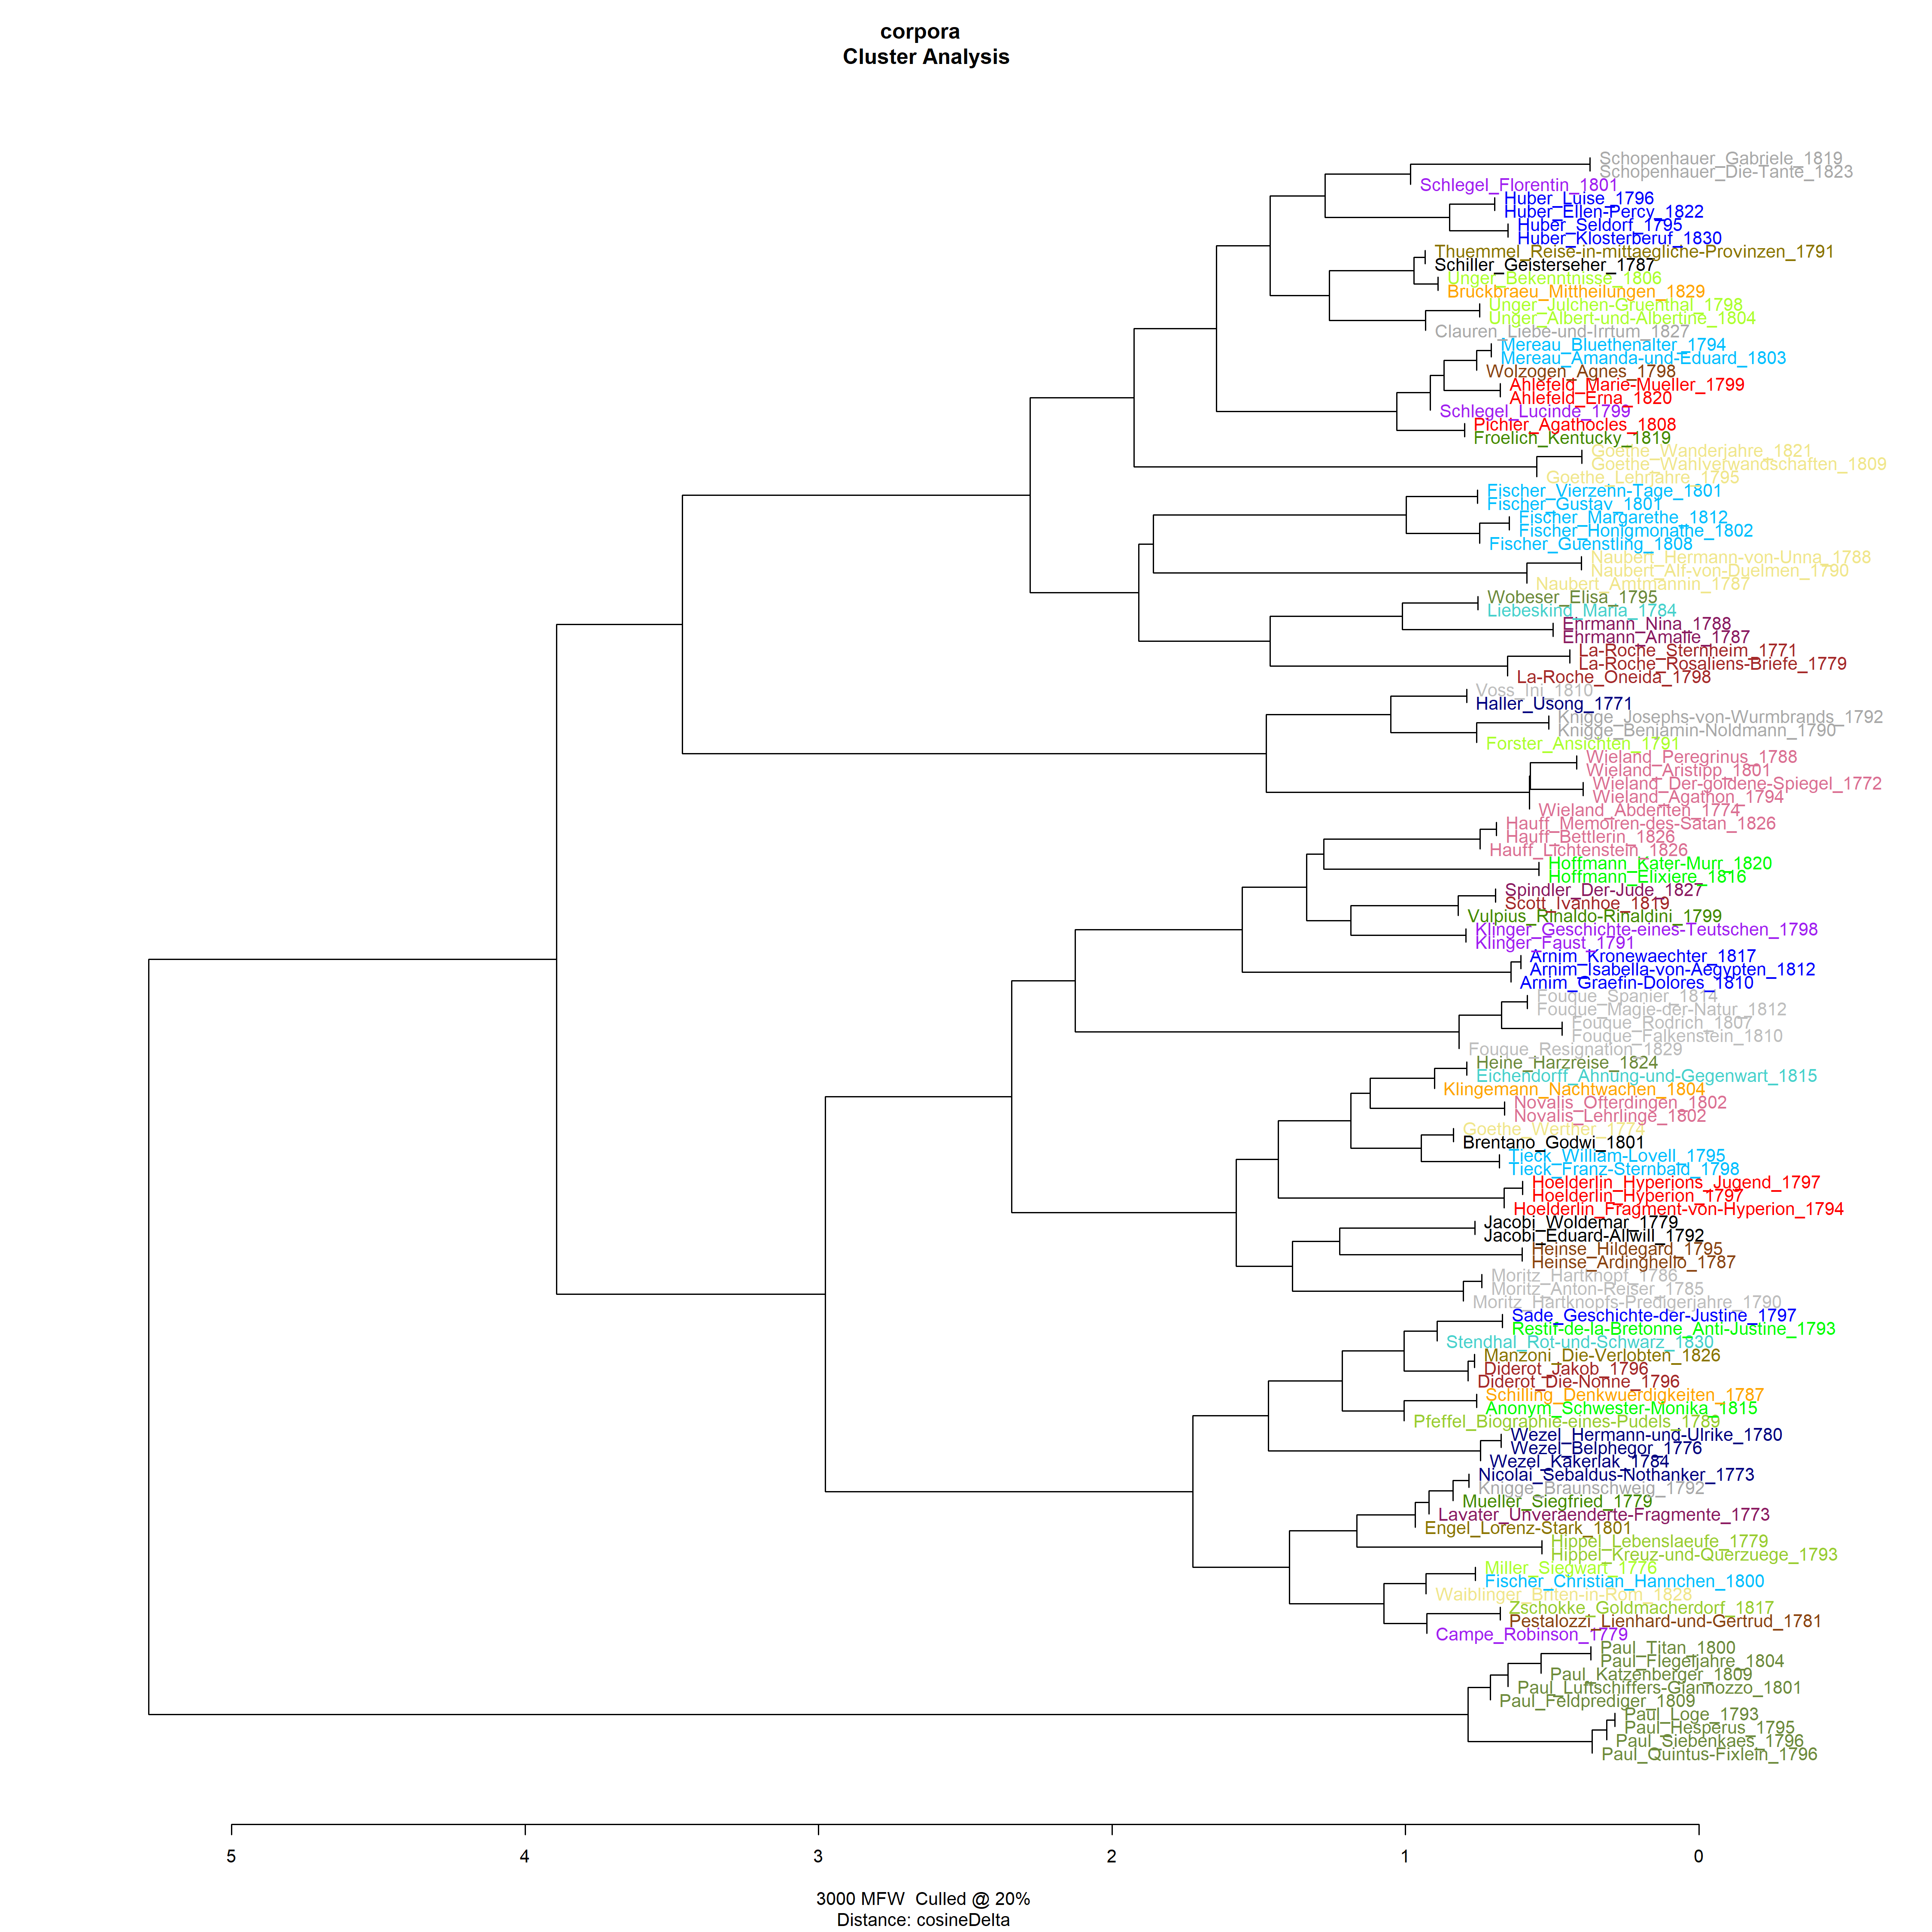 corpora
Cluster Analysis
Schopenhauer_Gabriele_1819
Schopenhauer_Die-Tante_1823
Schlegel_Florentin_1801
Huber_Luise_1796
Huber_Ellen-Percy_1822
Huber_Seldorf_1795
Huber_Klosterberuf_1830
Thuemmel_Reise-in-mittaegliche-Provinzen_1791
Schiller_Geisterseher_1787
Unger_Bekenntnisse_1806
Bruckbraeu_Mittheilungen_1829
Unger_Julchen-Gruenthal_1798
Unger_Albert-und-Albertine_1804
Clauren_Liebe-und-Irrtum_1827
Mereau_Bluethenalter_1794
Mereau_Amanda-und-Eduard_1803
Wolzogen_Agnes_1798
Ahlefeld_Marie-Mueller_1799
Ahlefeld_Erna_1820
Schlegel_Lucinde_1799
Pichler_Agathocles_1808
Froelich_Kentucky_1819
Goethe_Wanderjahre_1821
Goethe_Wahlverwandschaften_1809
Goethe_Lehrjahre_1795
Fischer_Vierzehn-Tage_1801
Fischer_Gustav_1801
Fischer_Margarethe_1812
Fischer_Honigmonathe_1802
Fischer_Guenstling_1808
Naubert_Hermann-von-Unna_1788
Naubert_Alf-von-Duelmen_1790
Naubert_Amtmannin_1787
Wobeser_Elisa_1795
Liebeskind_Maria_1784
Ehrmann_Nina_1788
Ehrmann_Amalie_1787
La-Roche_Sternheim_1771
La-Roche_Rosaliens-Briefe_1779
La-Roche_Oneida_1798
Voss_Ini_1810
Haller_Usong_1771
Knigge_Josephs-von-Wurmbrands_1792
Knigge_Benjamin-Noldmann_1790
Forster_Ansichten_1791
Wieland_Peregrinus_1788
Wieland_Aristipp_1801
Wieland_Der-goldene-Spiegel_1772
Wieland_Agathon_1794
Wieland_Abderiten_1774
Hauff_Memoiren-des-Satan_1826
Hauff_Bettlerin_1826
Hauff_Lichtenstein_1826
Hoffmann_Kater-Murr_1820
Hoffmann_Elixiere_1816
Spindler_Der-Jude_1827
Scott_Ivanhoe_1819
Vulpius_Rinaldo-Rinaldini_1799
Klinger_Geschichte-eines-Teutschen_1798
Klinger_Faust_1791
Arnim_Kronewaechter_1817
Arnim_Isabella-von-Aegypten_1812
Arnim_Graefin-Dolores_1810
Fouque_Spanier_1814
Fouque_Magie-der-Natur_1812
Fouque_Rodrich_1807
Fouque_Falkenstein_1810
Fouque_Resignation_1829
Heine_Harzreise_1824
Eichendorff_Ahnung-und-Gegenwart_1815
Klingemann_Nachtwachen_1804
Novalis_Ofterdingen_1802
Novalis_Lehrlinge_1802
Goethe_Werther_1774
Brentano_Godwi_1801
Tieck_William-Lovell_1795
Tieck_Franz-Sternbald_1798
Hoelderlin_Hyperions_Jugend_1797
Hoelderlin_Hyperion_1797
Hoelderlin_Fragment-von-Hyperion_1794
Jacobi_Woldemar_1779
Jacobi_Eduard-Allwill_1792
Heinse_Hildegard_1795
Heinse_Ardinghello_1787
Moritz_Hartknopf_1786
Moritz_Anton-Reiser_1785
Moritz_Hartknopfs-Predigerjahre_1790
Sade_Geschichte-der-Justine_1797
Restif-de-la-Bretonne_Anti-Justine_1793
Stendhal_Rot-und-Schwarz_1830
Manzoni_Die-Verlobten_1826
Diderot_Jakob_1796
Diderot_Die-Nonne_1796
Schilling_Denkwuerdigkeiten_1787
Anonym_Schwester-Monika_1815
Pfeffel_Biographie-eines-Pudels_1789
Wezel_Hermann-und-Ulrike_1780
Wezel_Belphegor_1776
Wezel_Kakerlak_1784
Nicolai_Sebaldus-Nothanker_1773
Knigge_Braunschweig_1792
Mueller_Siegfried_1779
Lavater_Unveraenderte-Fragmente_1773
Engel_Lorenz-Stark_1801
Hippel_Lebenslaeufe_1779
Hippel_Kreuz-und-Querzuege_1793
Miller_Siegwart_1776
Fischer_Christian_Hannchen_1800
Waiblinger_Briten-in-Rom_1828
Zschokke_Goldmacherdorf_1817
Pestalozzi_Lienhard-und-Gertrud_1781
Campe_Robinson_1779
Paul_Titan_1800
Paul_Flegeljahre_1804
Paul_Katzenberger_1809
Paul_Luftschiffers-Giannozzo_1801
Paul_Feldprediger_1809
Paul_Loge_1793
Paul_Hesperus_1795
Paul_Siebenkaes_1796
Paul_Quintus-Fixlein_1796
5 4 3 2 1 0
3000 MFW Culled @ 20%
Distance: cosineDelta